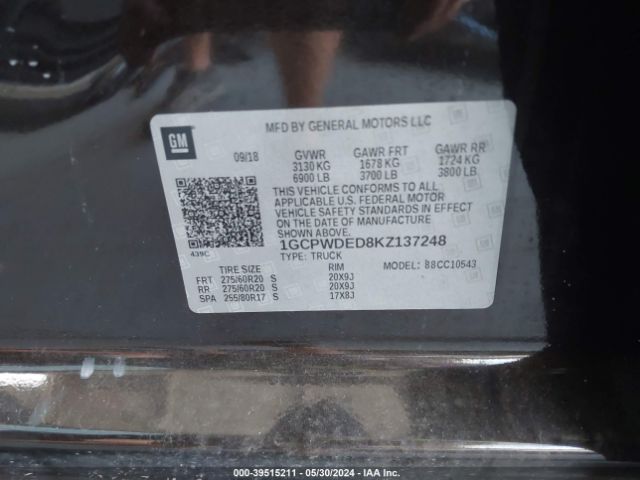 GM
MFD BY GENERAL MOTORS LLC
09/18 GVWR GAWR FRT GAWR RR
3130 KG 1678 KG 1724 KG
6900 LB 3700 LB 3800 LB
THIS VEHICLE CONFORMS TO ALL
APPLICABLE U.S. FEDERAL MOTOR
VEHICLE SAFETY STANDARDS IN EFFECT
ON THE DATE OF MANUFACTURE
SHOWN ABOVE.
1GCPWDED8KZ137248
439C TYPE: TRUCK MODEL: 88CC10543
TIRE SIZE RIM
FRT 275/60R20 S 20X9J
RR 275/60R20 S 20X9J
SPA 255/80R17 S 17X8J
© - 39515211 - 05/30/2024 - IAA Inc.